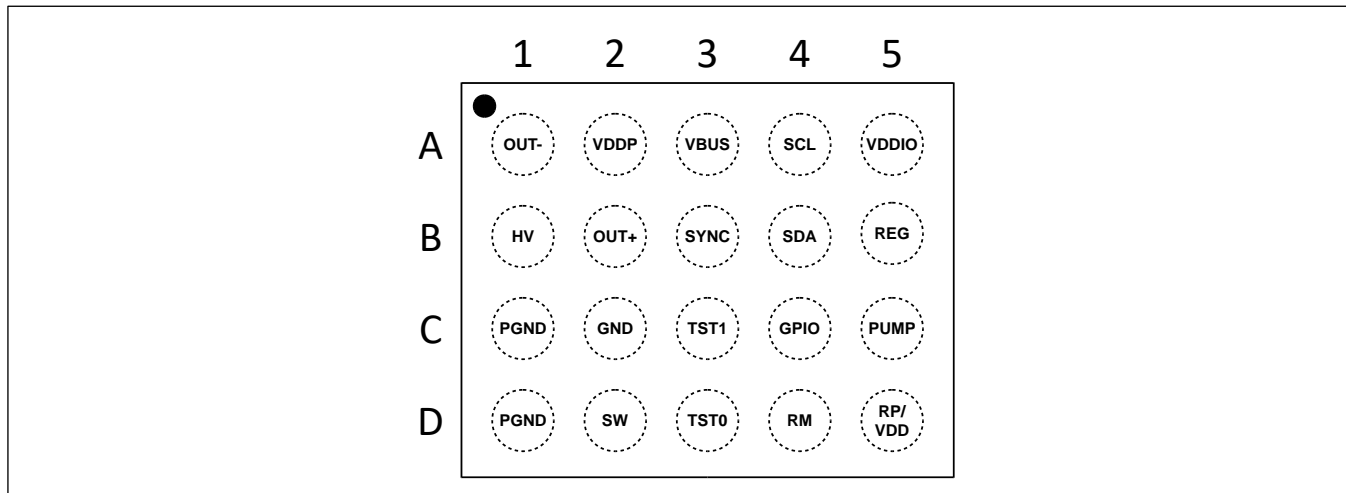 1 2 3 4 5
A OUT- VDDP VBUS SCL VDDIO
B HV OUT+ SYNC SDA REG
C PGND GND TST1 GPIO PUMP
D PGND SW TST0 RM RP/
VDD